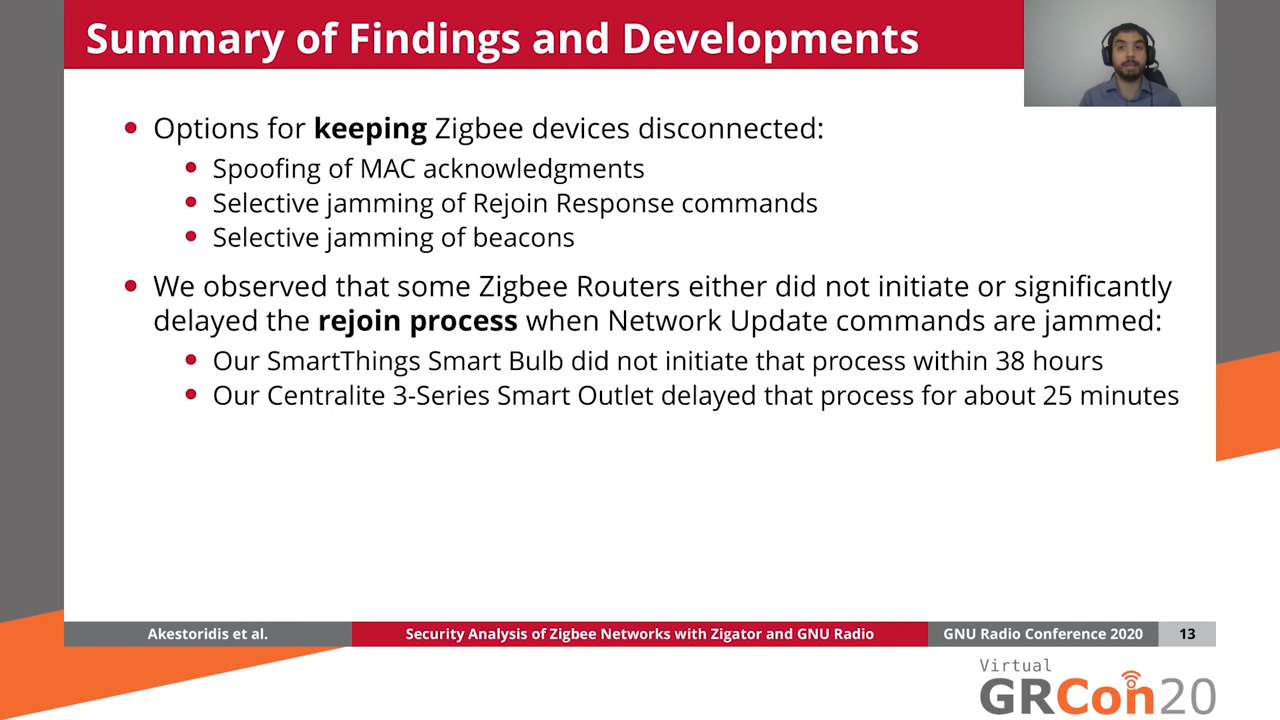 Summary of Findings and Developments
Options for keeping Zigbee devices disconnected:
Spoofing of MAC acknowledgments
Selective jamming of Rejoin Response commands
Selective jamming of beacons
We observed that some Zigbee Routers either did not initiate or significantly
delayed the rejoin process when Network Update commands are jammed:
Our SmartThings Smart Bulb did not initiate that process within 38 hours
Our Centralite 3-Series Smart Outlet delayed that process for about 25 minutes
Akestoridis et al.
Security Analysis of Zigbee Networks with Zigator and GNU Radio
GNU Radio Conference 2020
13
Virtual
GRCon20